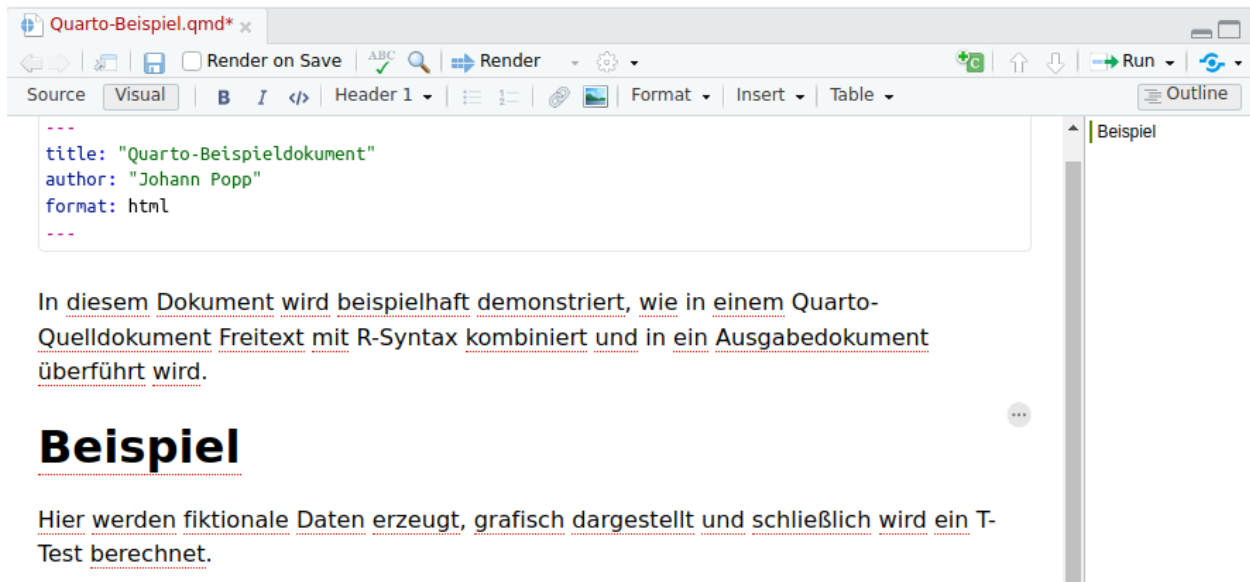 Quarto-Beispiel.qmd*
Render on Save ABC Render C Run
Source Visual B I </> Header 1 Format Insert Table Outline
---
title: "Quarto-Beispieldokument"
author: "Johann Popp"
format: html
---
Beispiel
In diesem Dokument wird beispielhaft demonstriert, wie in einem Quarto-
Quelldokument Freitext mit R-Syntax kombiniert und in ein Ausgabedokument
überführt wird.
Beispiel
Hier werden fiktionale Daten erzeugt, grafisch dargestellt und schließlich wird ein T-
Test berechnet.